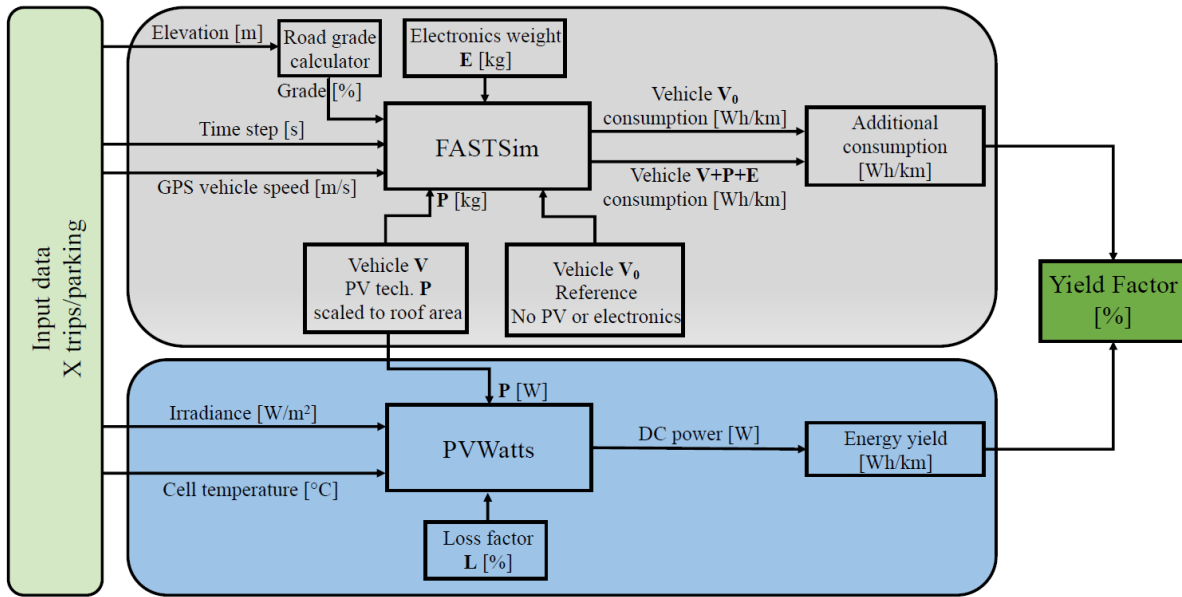 Input data
X trips/parking
Elevation [m]
Road grade
calculator
Grade [%]
Electronics weight
E [kg]
Time step [s]
GPS vehicle speed [m/s]
FASTSim
P [kg]
Vehicle V₀
consumption [Wh/km]
Vehicle V+P+E
consumption [Wh/km]
Additional
consumption
[Wh/km]
Vehicle V
PV tech. P
scaled to roof area
Vehicle V₀
Reference
No PV or electronics
Yield Factor
[%]
P [W]
Irradiance [W/m²]
Cell temperature [°C]
PVWatts
DC power [W]
Energy yield
[Wh/km]
Loss factor
L [%]